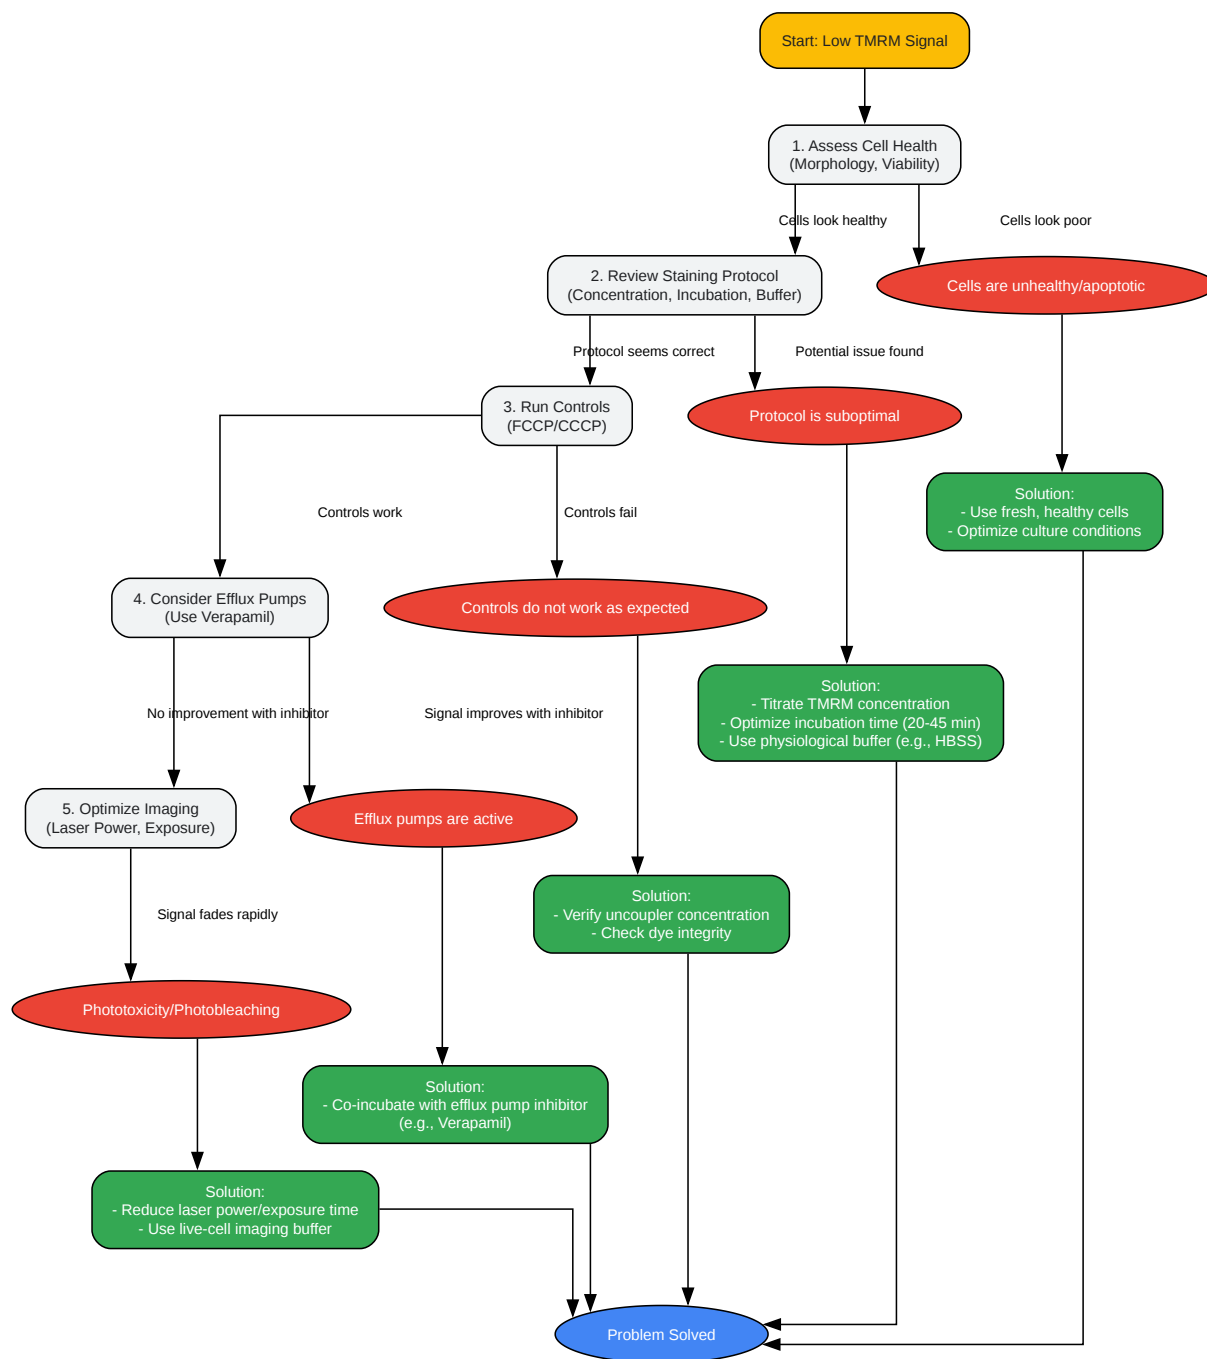 Start: Low TMRM Signal
1. Assess Cell Health
(Morphology, Viability)
Cells look healthy
Cells look poor
2. Review Staining Protocol
(Concentration, Incubation, Buffer)
Cells are unhealthy/apoptotic
Protocol seems correct
Potential issue found
3. Run Controls
(FCCP/CCCP)
Protocol is suboptimal
Solution:
- Use fresh, healthy cells
- Optimize culture conditions
Controls work
Controls fail
4. Consider Efflux Pumps
(Use Verapamil)
Controls do not work as expected
Solution:
- Titrate TMRM concentration
- Optimize incubation time (20-45 min)
- Use physiological buffer (e.g., HBSS)
No improvement with inhibitor
Signal improves with inhibitor
5. Optimize Imaging
(Laser Power, Exposure)
Efflux pumps are active
Solution:
- Verify uncoupler concentration
- Check dye integrity
Signal fades rapidly
Phototoxicity/Photobleaching
Solution:
- Co-incubate with efflux pump inhibitor
(e.g., Verapamil)
Solution:
- Reduce laser power/exposure time
- Use live-cell imaging buffer
Problem Solved